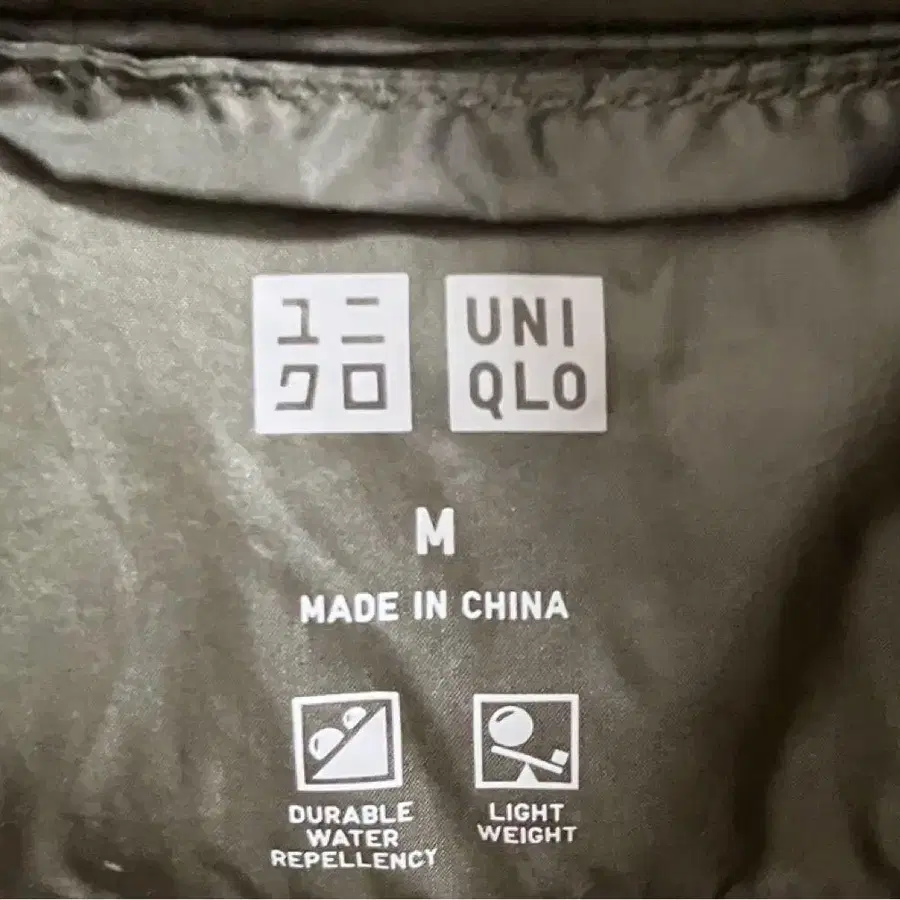 ユニ
クロ
UNI
QLO
M
MADE IN CHINA
DURABLE
WATER
REPELLENCY
LIGHT
WEIGHT